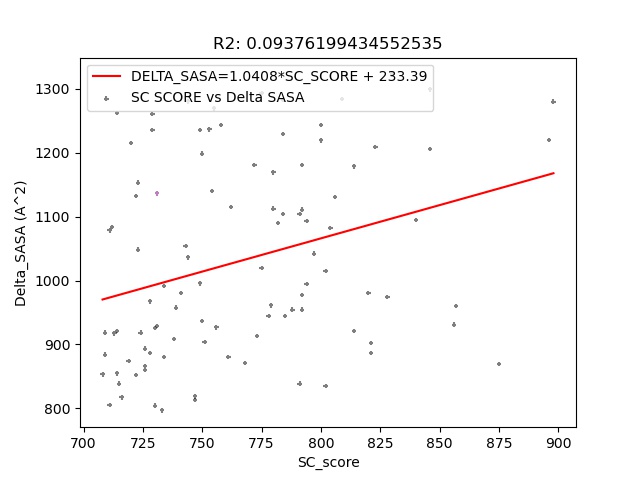 R2: 0.09376199434552535
DELTA_SASA=1.0408*SC_SCORE + 233.39
SC SCORE vs Delta SASA
Delta_SASA (A^2)
1300
1200
1100
1000
900
800
700 725 750 775 800 825 850 875 900
SC_score